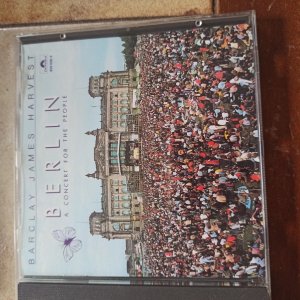 BARCLAY JAMES HARVEST
BERLIN
A CONCERT FOR THE PEOPLE